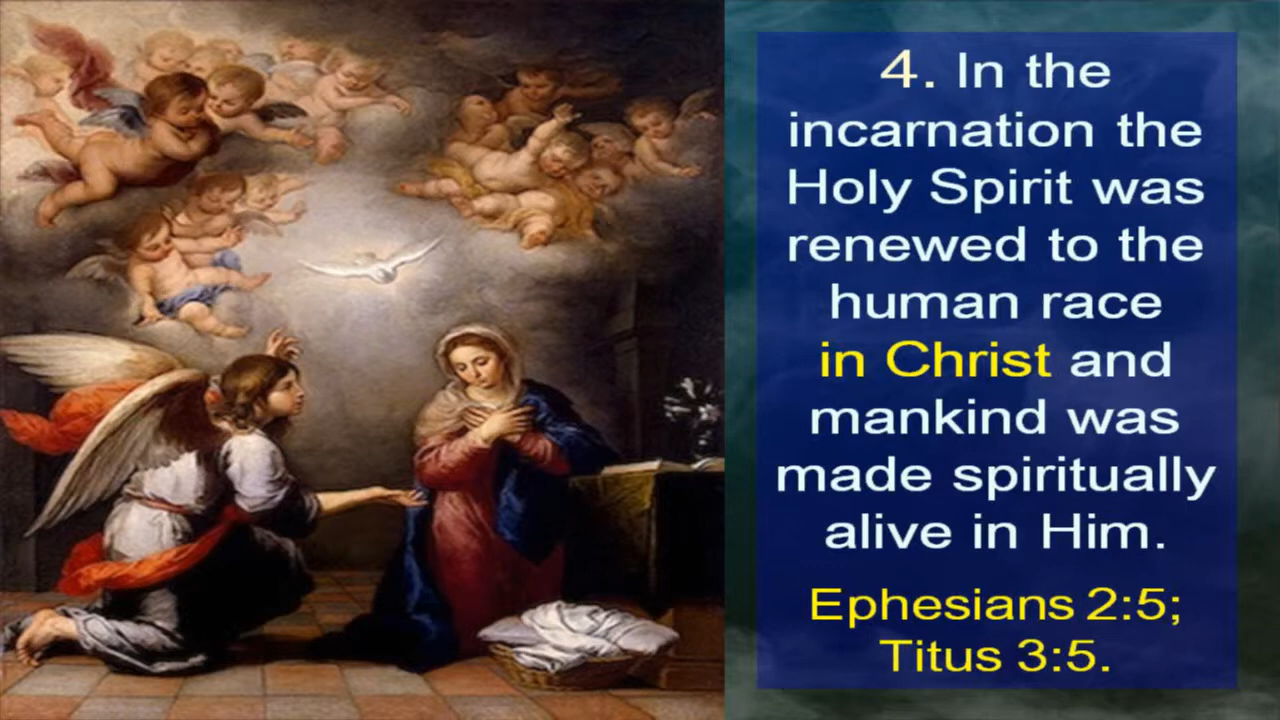 4. In the
incarnation the
Holy Spirit was
renewed to the
human race
in Christ and
mankind was
made spiritually
alive in Him.
Ephesians 2:5;
Titus 3:5.